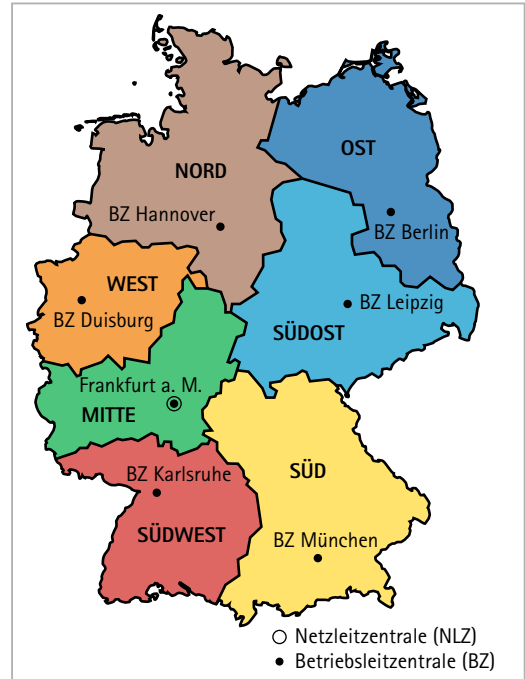 OST
NORD
BZ Hannover
BZ Berlin
WEST
BZ Duisburg
BZ Leipzig
SÜDOST
Frankfurt a. M.
MITTE
BZ Karlsruhe
SÜD
SÜDWEST
BZ München
Netzleitzentrale (NLZ)
Betriebsleitzentrale (BZ)